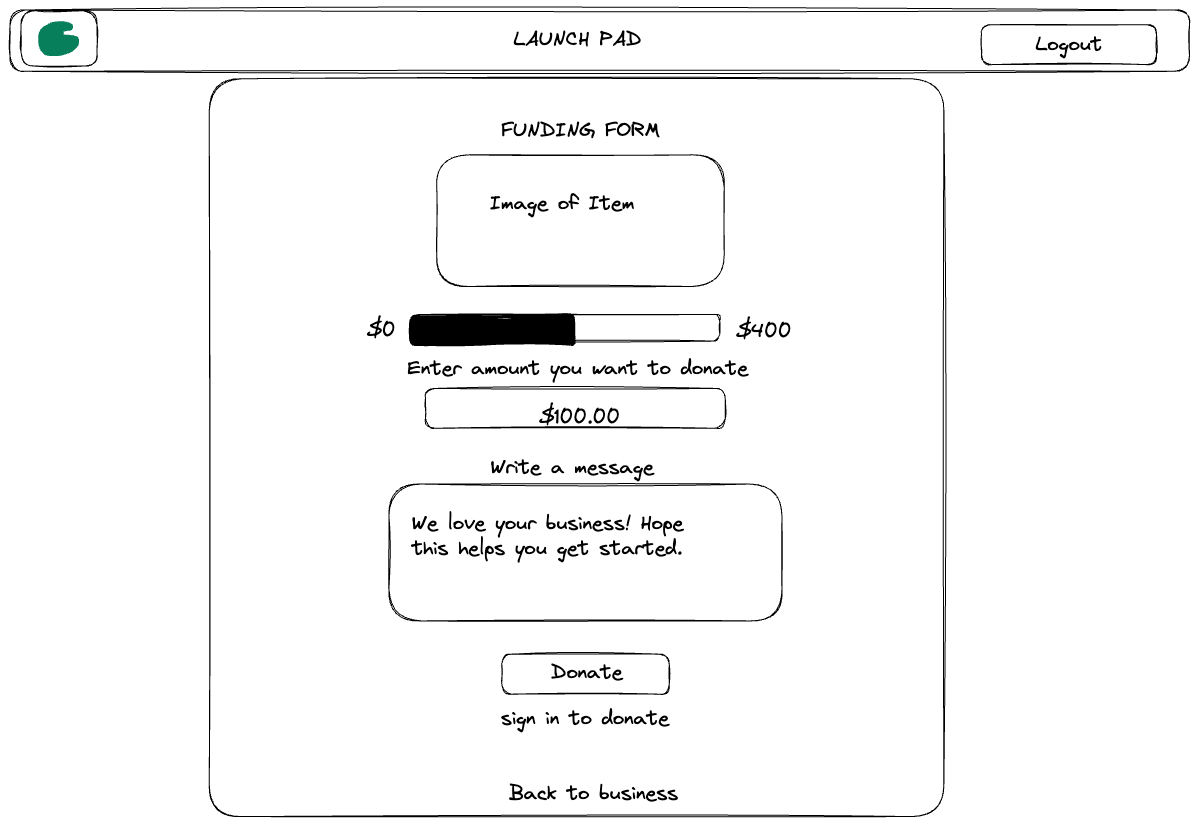 LAUNCH PAD
Logout
FUNDING FORM
Image of Item
$0
$400
Enter amount you want to donate
$100.00
Write a message
We love your business! Hope
this helps you get started.
Donate
sign in to donate
Back to business